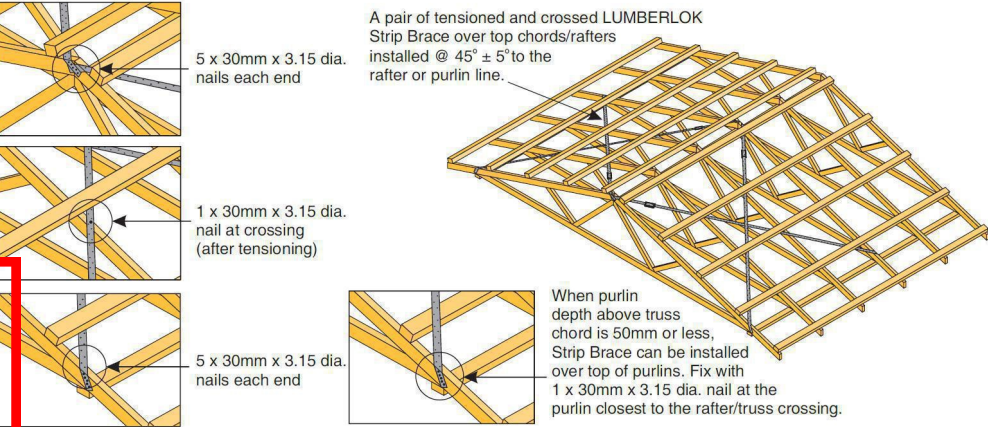 5 x 30mm x 3.15 dia.
nails each end
A pair of tensioned and crossed LUMBERLOK
Strip Brace over top chords/rafters
installed @ 45° ± 5°to the
rafter or purlin line.
1 x 30mm x 3.15 dia.
nail at crossing
(after tensioning)
5 x 30mm x 3.15 dia.
nails each end
When purlin
depth above truss
chord is 50mm or less,
Strip Brace can be installed
over top of purlins. Fix with
1 x 30mm x 3.15 dia. nail at the
purlin closest to the rafter/truss crossing.